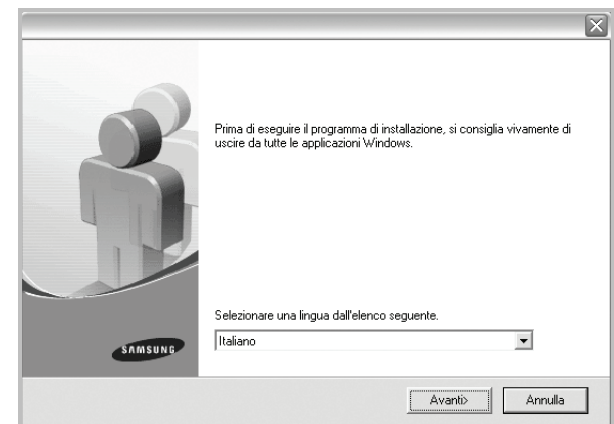 Prima di eseguire il programma di installazione, si consiglia vivamente di
uscire da tutte le applicazioni Windows.
Selezionare una lingua dall'elenco seguente.
Italiano
SAMSUNG
Avanti>
Annulla